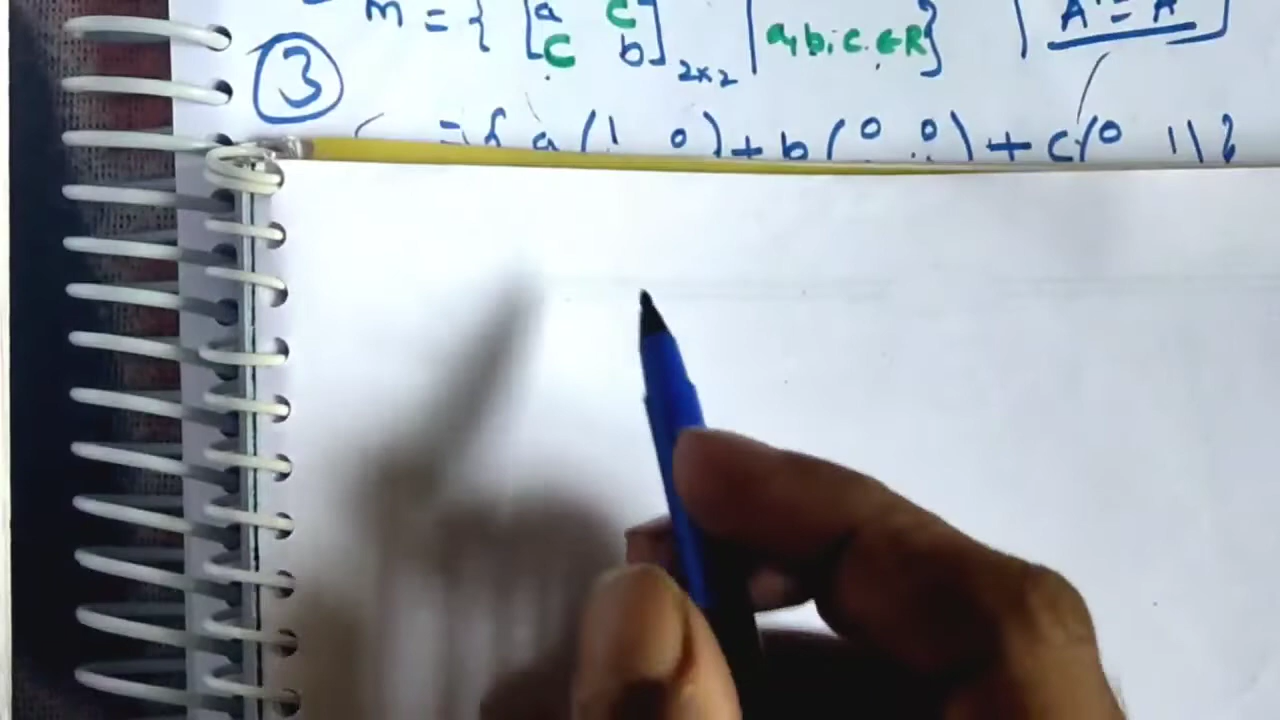 M = { [a c
c b]2x2 | a, b, c. ∈ R} | Aᵀ = A ]
③
= { a (1 0) + b (0 0) + c (0 1) }